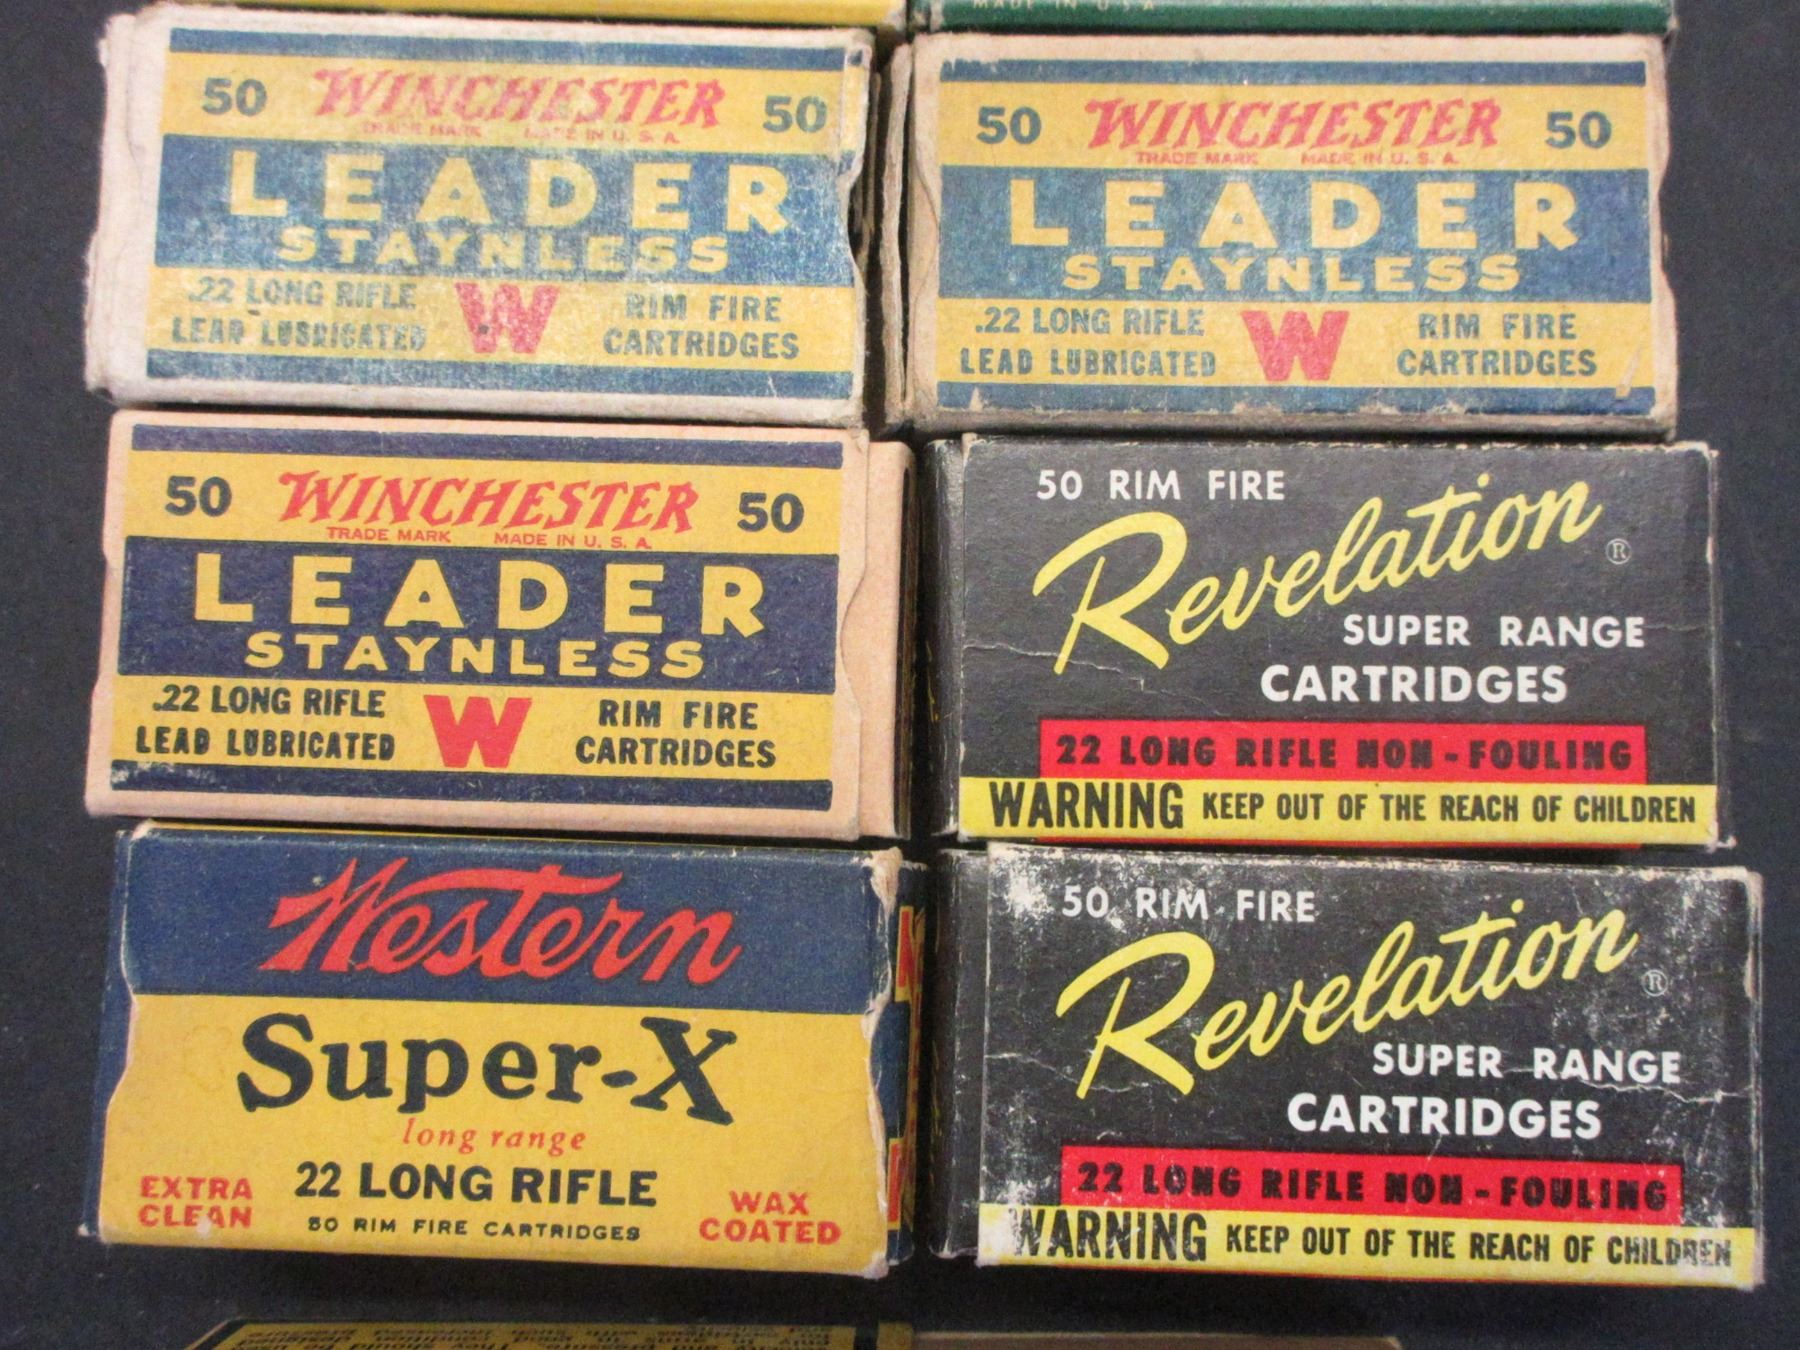 MADE IN U.S.A.
50 WINCHESTER 50
TRADE MARK MADE IN U. S. A.
LEADER
STAYNLESS
.22 LONG RIFLE
LEAD LUBRICATED
W
RIM FIRE
CARTRIDGES
50 WINCHESTER 50
TRADE MARK MADE IN U. S. A.
LEADER
STAYNLESS
.22 LONG RIFLE
LEAD LUBRICATED
W
RIM FIRE
CARTRIDGES
50 WINCHESTER 50
TRADE MARK MADE IN U. S. A.
LEADER
STAYNLESS
.22 LONG RIFLE
LEAD LUBRICATED
W
RIM FIRE
CARTRIDGES
50 RIM FIRE
Revelation ®
SUPER RANGE
CARTRIDGES
22 LONG RIFLE NON-FOULING
WARNING KEEP OUT OF THE REACH OF CHILDREN
Western
Super-X
long range
22 LONG RIFLE
50 RIM FIRE CARTRIDGES
EXTRA
CLEAN
WAX
COATED
50 RIM FIRE
Revelation ®
SUPER RANGE
CARTRIDGES
22 LONG RIFLE NON-FOULING
WARNING KEEP OUT OF THE REACH OF CHILDREN